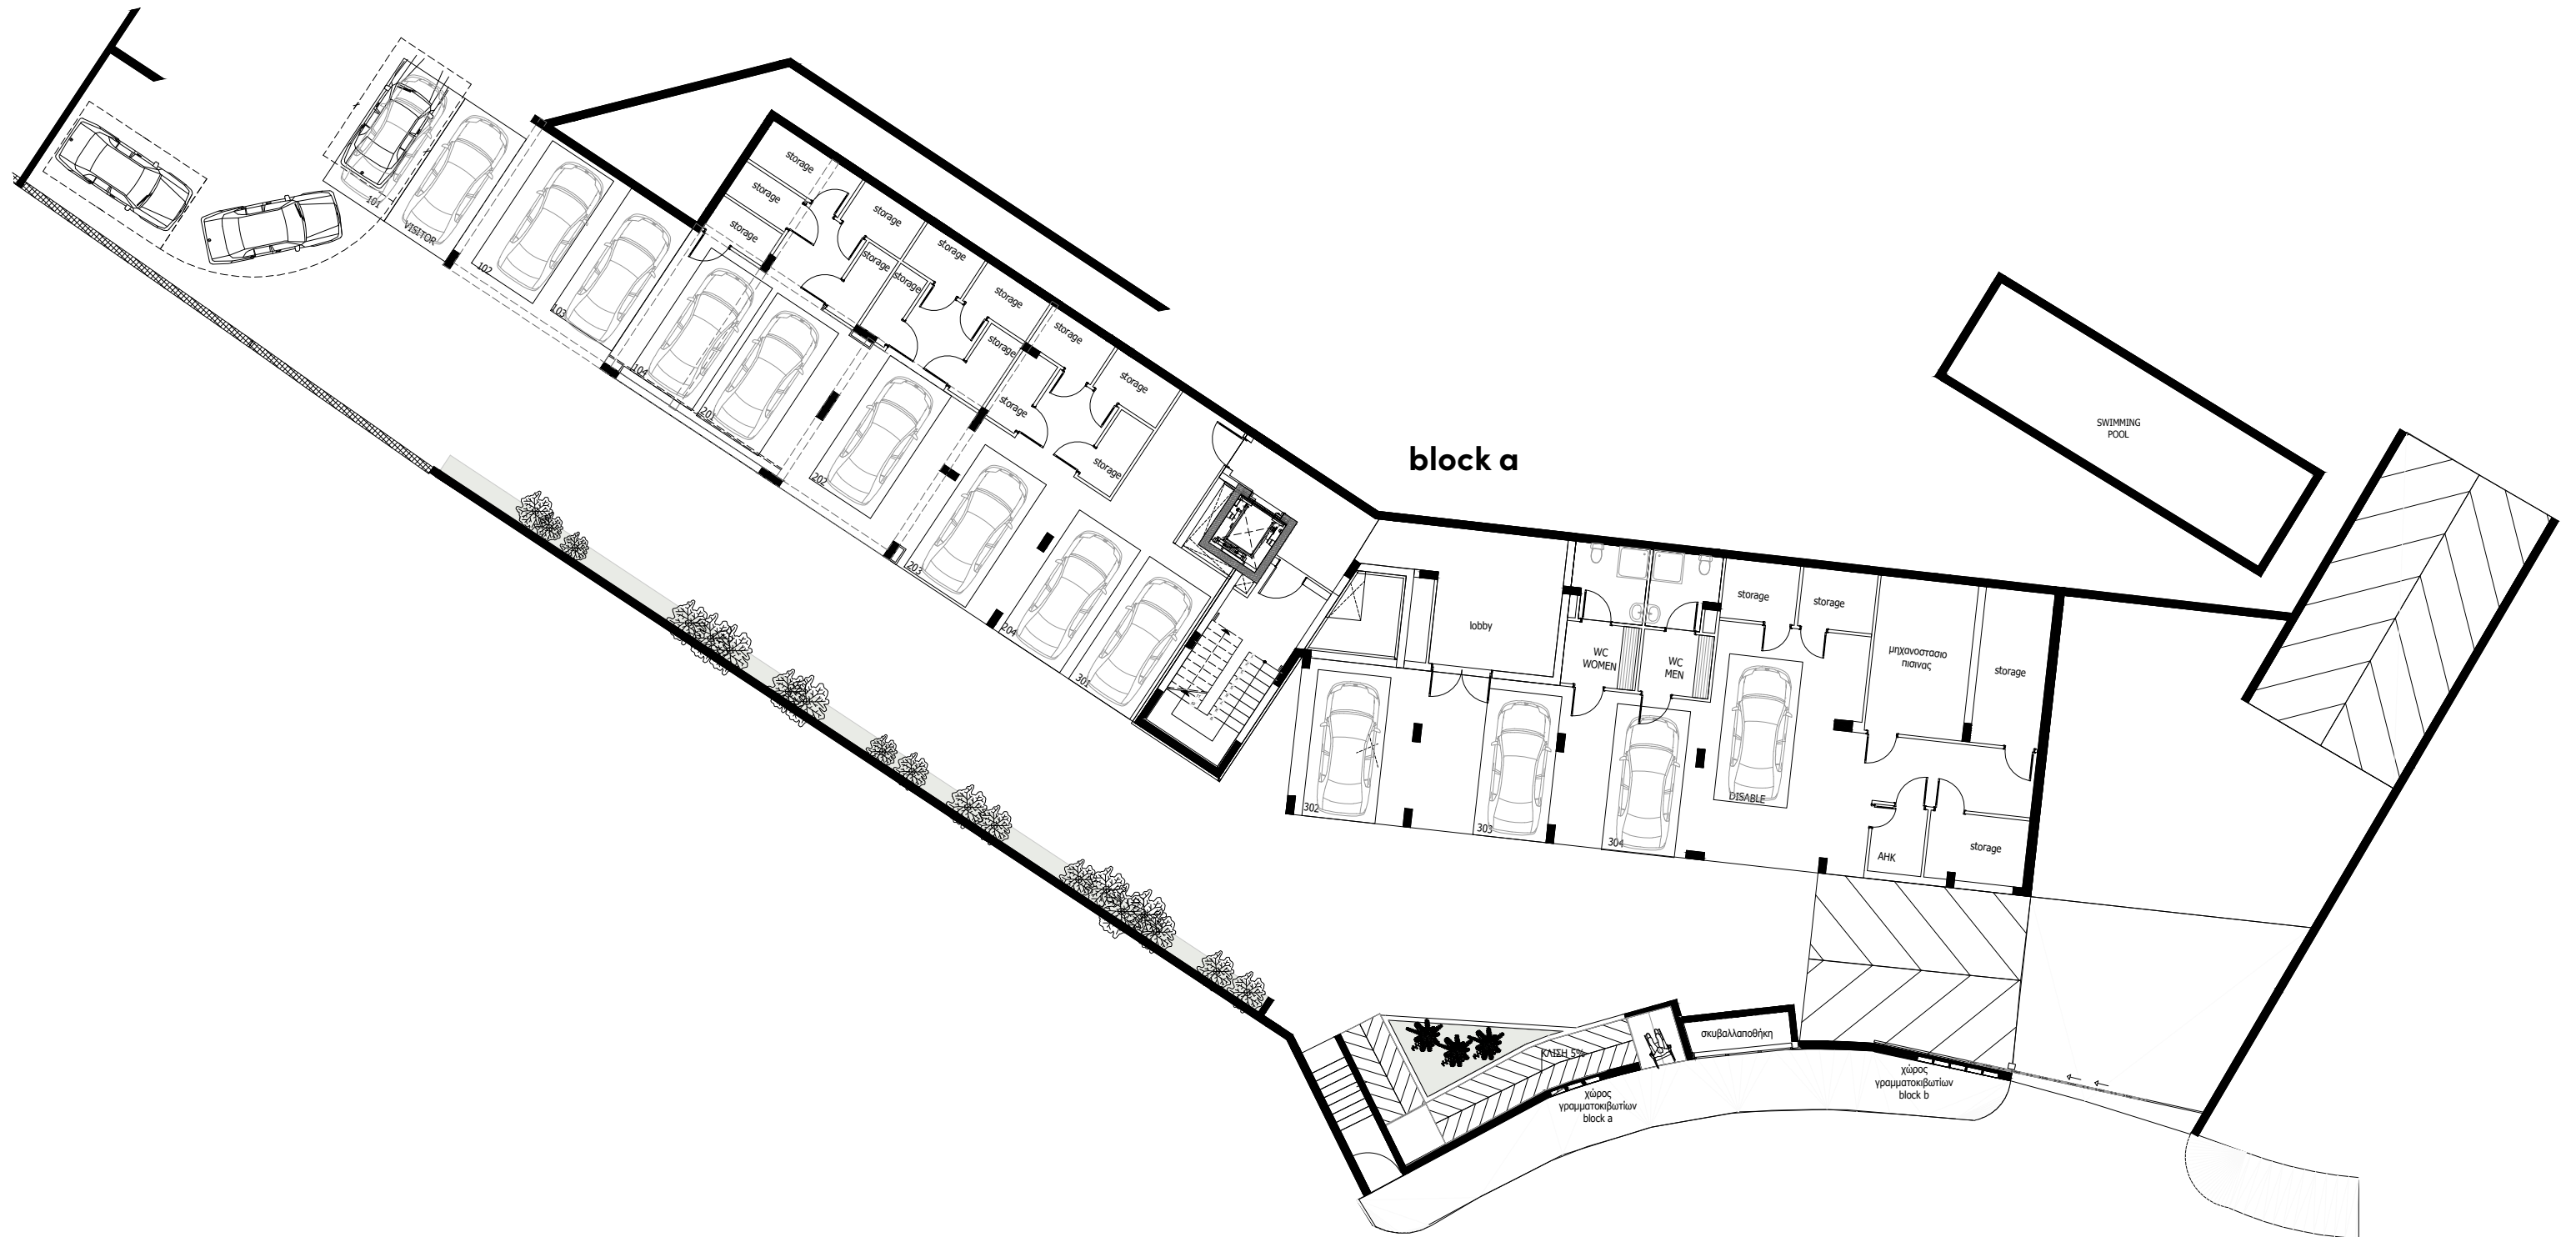 block a
SWIMMING
POOL
101
VISITOR
102
103
104
201
202
203
204
301
302
303
304
DISABLE
storage
storage
storage
storage
storage
storage
storage
storage
storage
storage
storage
storage
storage
lobby
WC
WOMEN
WC
MEN
storage
storage
μηχανοστασιο
πισινας
storage
AHK
storage
ΚΛΙΣΗ 5%
σκυβαλλαποθήκη
χώρος
γραμματοκιβωτίων
block a
χώρος
γραμματοκιβωτίων
block b